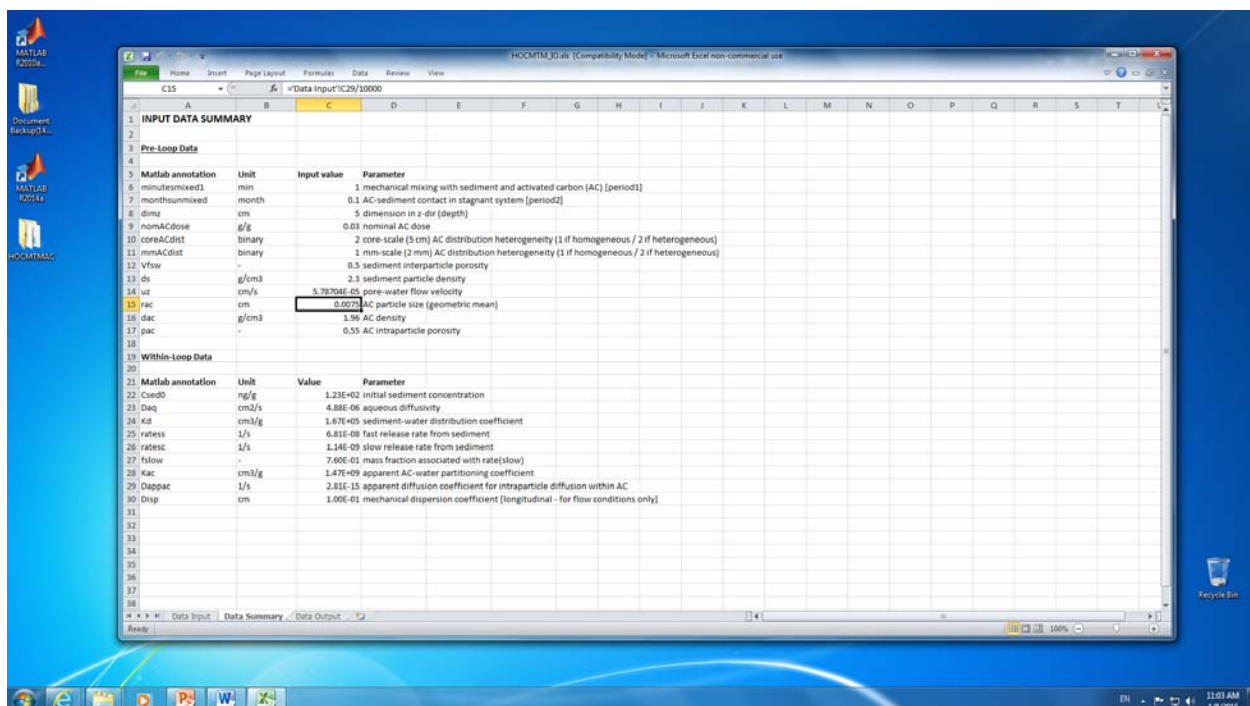 MATLAB
R2010a...
Document
Backup(14...
MATLAB
R2014a
HOCMTMAC
HOCMTM_IO.xls [Compatibility Mode] - Microsoft Excel non-commercial use
File Home Insert Page Layout Formulas Data Review View
C15 fx ='Data Input'!C29/10000
A B C D E F G H I J K L M N O P Q R S T
1 INPUT DATA SUMMARY
2
3 Pre-Loop Data
4
5 Matlab annotation Unit Input value Parameter
6 minutesmixed1 min 1 mechanical mixing with sediment and activated carbon (AC) [period1]
7 monthsunmixed month 0.1 AC-sediment contact in stagnant system [period2]
8 dimz cm 5 dimension in z-dir (depth)
9 nomACdose g/g 0.03 nominal AC dose
10 coreACdist binary 2 core-scale (5 cm) AC distribution heterogeneity (1 if homogeneous / 2 if heterogeneous)
11 mmACdist binary 1 mm-scale (2 mm) AC distribution heterogeneity (1 if homogeneous / 2 if heterogeneous)
12 Vfsw - 0.5 sediment interparticle porosity
13 ds g/cm3 2.3 sediment particle density
14 uz cm/s 5.78704E-05 pore-water flow velocity
15 rac cm 0.0075 AC particle size (geometric mean)
16 dac g/cm3 1.96 AC density
17 pac - 0.55 AC intraparticle porosity
18
19 Within-Loop Data
20
21 Matlab annotation Unit Value Parameter
22 Csed0 ng/g 1.23E+02 initial sediment concentration
23 Daq cm2/s 4.88E-06 aqueous diffusivity
24 Kd cm3/g 1.67E+05 sediment-water distribution coefficient
25 ratess 1/s 6.81E-08 fast release rate from sediment
26 ratesc 1/s 1.14E-09 slow release rate from sediment
27 fslow - 7.60E-01 mass fraction associated with rate(slow)
28 Kac cm3/g 1.47E+09 apparent AC-water partitioning coefficient
29 Dappac 1/s 2.81E-15 apparent diffusion coefficient for intraparticle diffusion within AC
30 Disp cm 1.00E-01 mechanical dispersion coefficient [longitudinal - for flow conditions only]
31
32
33
34
35
36
37
38
Data Input Data Summary Data Output
Ready 100%
Recycle Bin
EN 11:03 AM